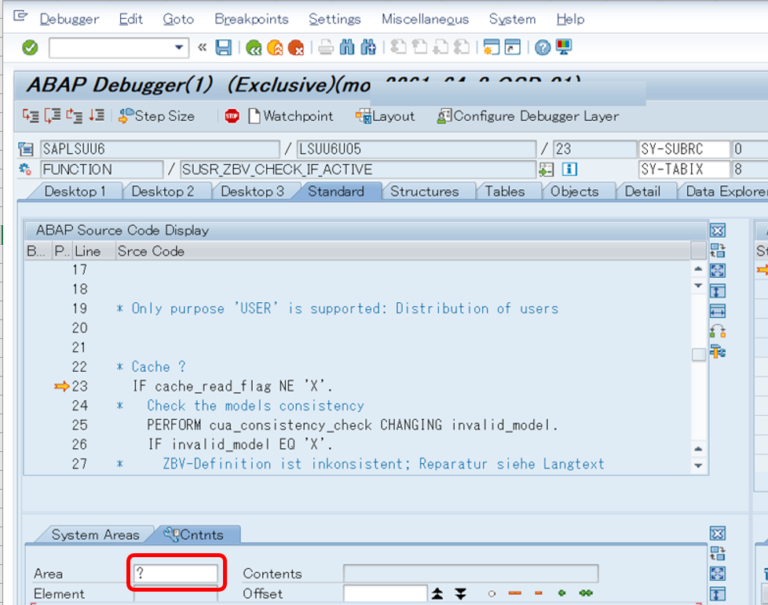 Debugger Edit Goto Breakpoints Settings Miscellaneous System Help
ABAP Debugger(1) (Exclusive)(mo
Step Size STOP Watchpoint Layout Configure Debugger Layer
SAPLSUU6 / LSUU6U05 / 23 SY-SUBRC 0
FUNCTION / SUSR_ZBV_CHECK_IF_ACTIVE SY-TABIX 8
Desktop 1 Desktop 2 Desktop 3 Standard Structures Tables Objects Detail Data Explorer
ABAP Source Code Display
B... P.. Line Srce Code St
17
18
19 * Only purpose 'USER' is supported: Distribution of users
20
21
22 * Cache ?
23 IF cache_read_flag NE 'X'.
24 * Check the models consistency
25 PERFORM cua_consistency_check CHANGING invalid_model.
26 IF invalid_model EQ 'X'.
27 * ZBV-Definition ist inkonsistent; Reparatur siehe Langtext
System Areas Cntnts
Area ? Contents
Element Offset